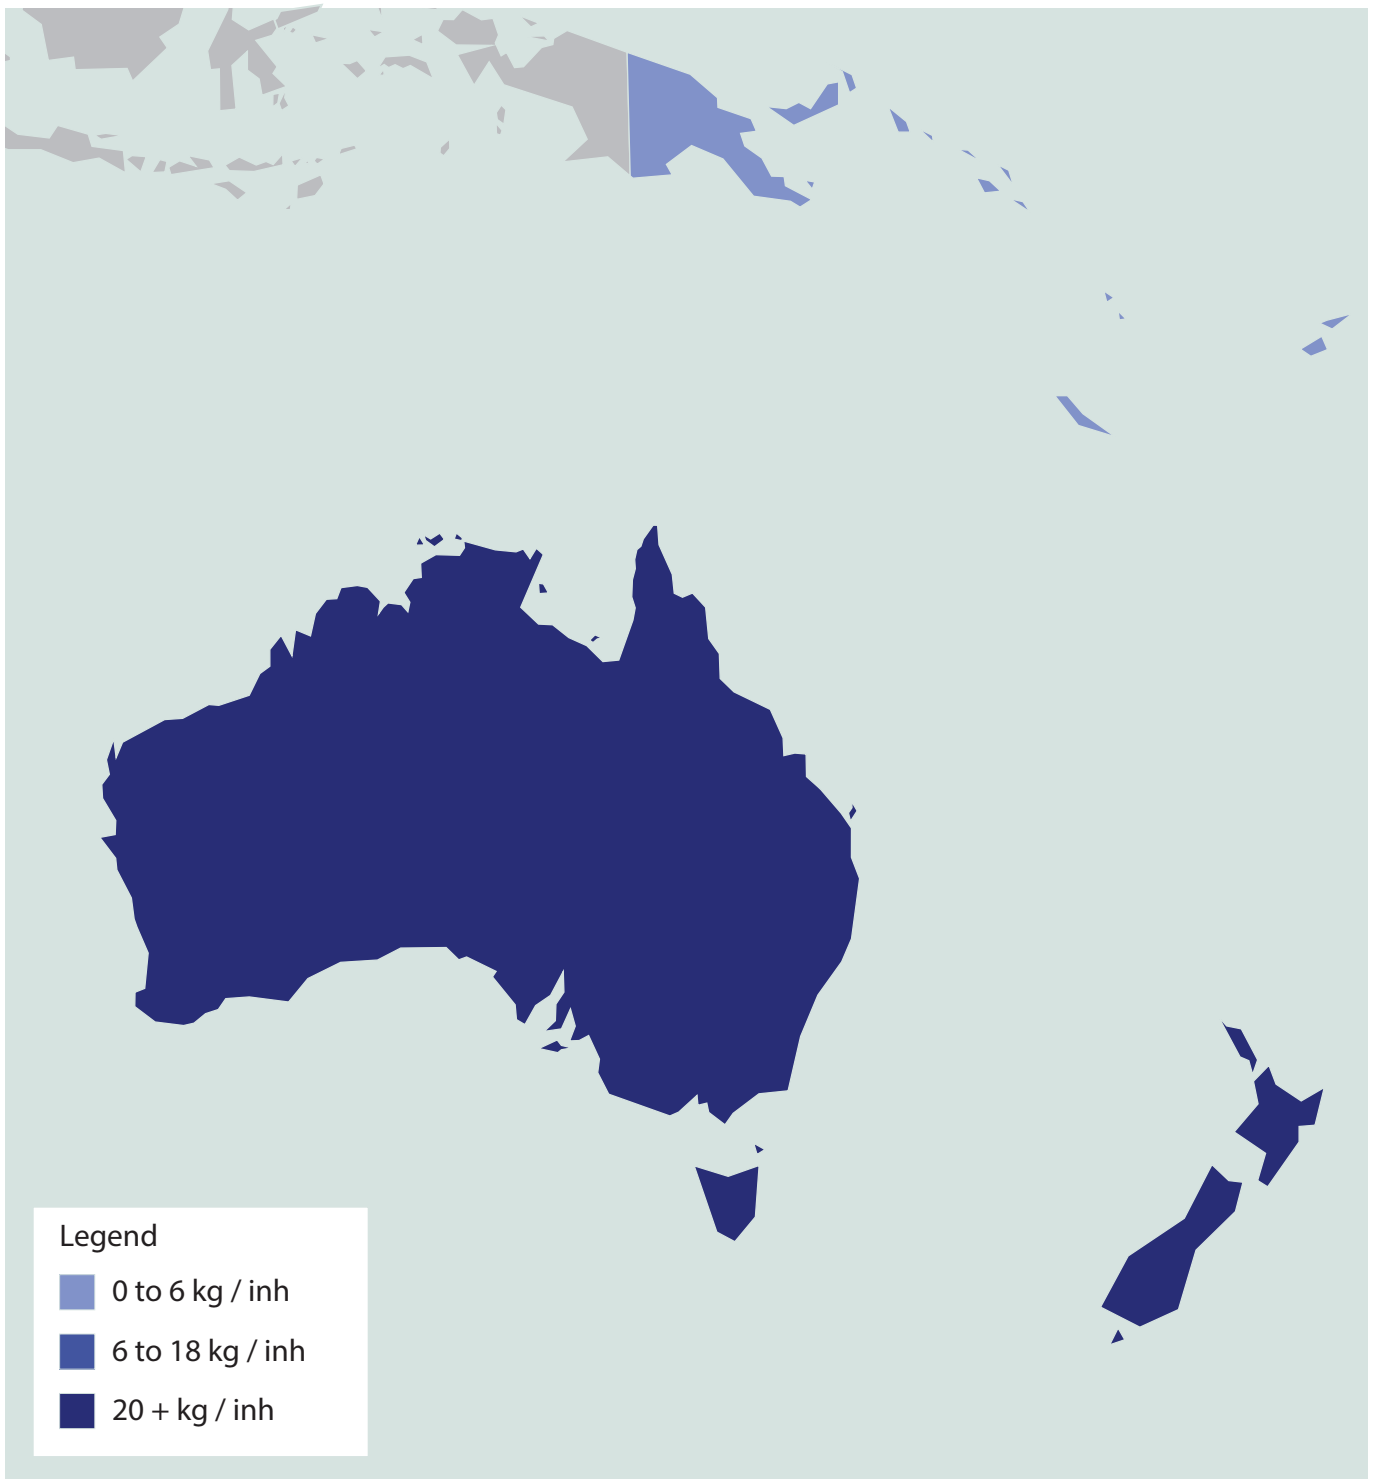 Legend
0 to 6 kg / inh
6 to 18 kg / inh
20 + kg / inh